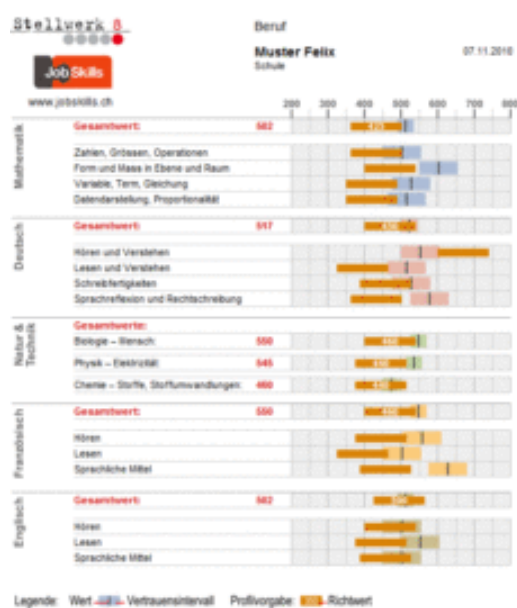 Stellwerk 8
Beruf
Muster Felix
07.11.2010
Schule
Job Skills
www.jobskills.ch
200 300 400 500 600 700 800
Mathematik
Gesamtwert: 502
Zahlen, Grössen, Operationen
Form und Mass in Ebene und Raum
Variable, Term, Gleichung
Datendarstellung, Proportionalität
Deutsch
Gesamtwert: 517
Hören und Verstehen
Lesen und Verstehen
Schreibfertigkeiten
Sprachreflexion und Rechtschreibung
Natur & Technik
Gesamtwerte:
Biologie – Mensch: 550 460
Physik – Elektrizität: 545
Chemie – Stoffe, Stoffumwandlungen: 460
Französisch
Gesamtwert: 550
Hören
Lesen
Sprachliche Mittel
Englisch
Gesamtwert: 502
Hören
Lesen
Sprachliche Mittel
Legende: Wert Vertrauensintervall Profilvorgabe: Richtwert